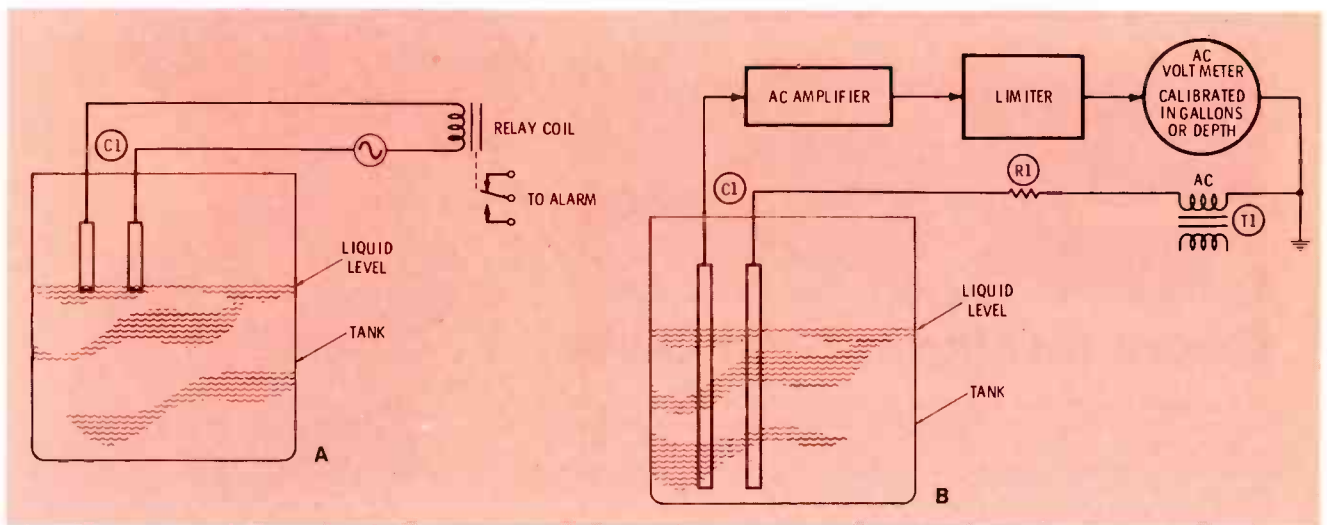 C1
RELAY COIL
TO ALARM
LIQUID
LEVEL
TANK
A
AC AMPLIFIER
LIMITER
AC
VOLT METER
CALIBRATED
IN GALLONS
OR DEPTH
C1
R1
AC
T1
LIQUID
LEVEL
TANK
B